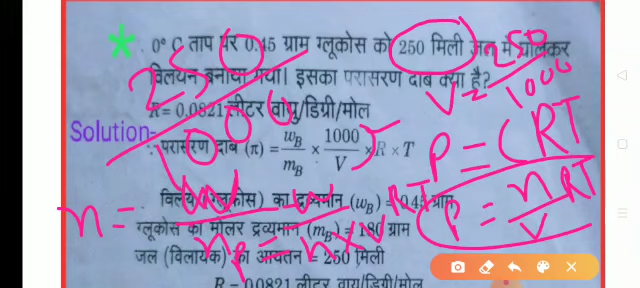 0° C ताप पर 0.45 ग्राम ग्लूकोस को 250 मिली जल में घोलकर
विलयन बनाया गया। इसका परासरण दाब क्या है?
R= 0.0821 लीटर वायु/डिग्री/मोल
Solution-
∴ परासरण दाब (π) = w_B/m_B × 1000/V × R × T
(ग्लूकोस) का द्रव्यमान (w_B) = 0.45 ग्राम
ग्लूकोस का मोलर द्रव्यमान (m_B) = 180 ग्राम
जल (विलायक) का आयतन = 250 मिली
R = 0.0821 लीटर वायु/डिग्री/मोल
V = 250/1000
P = CRT
P = n/V RT
n =